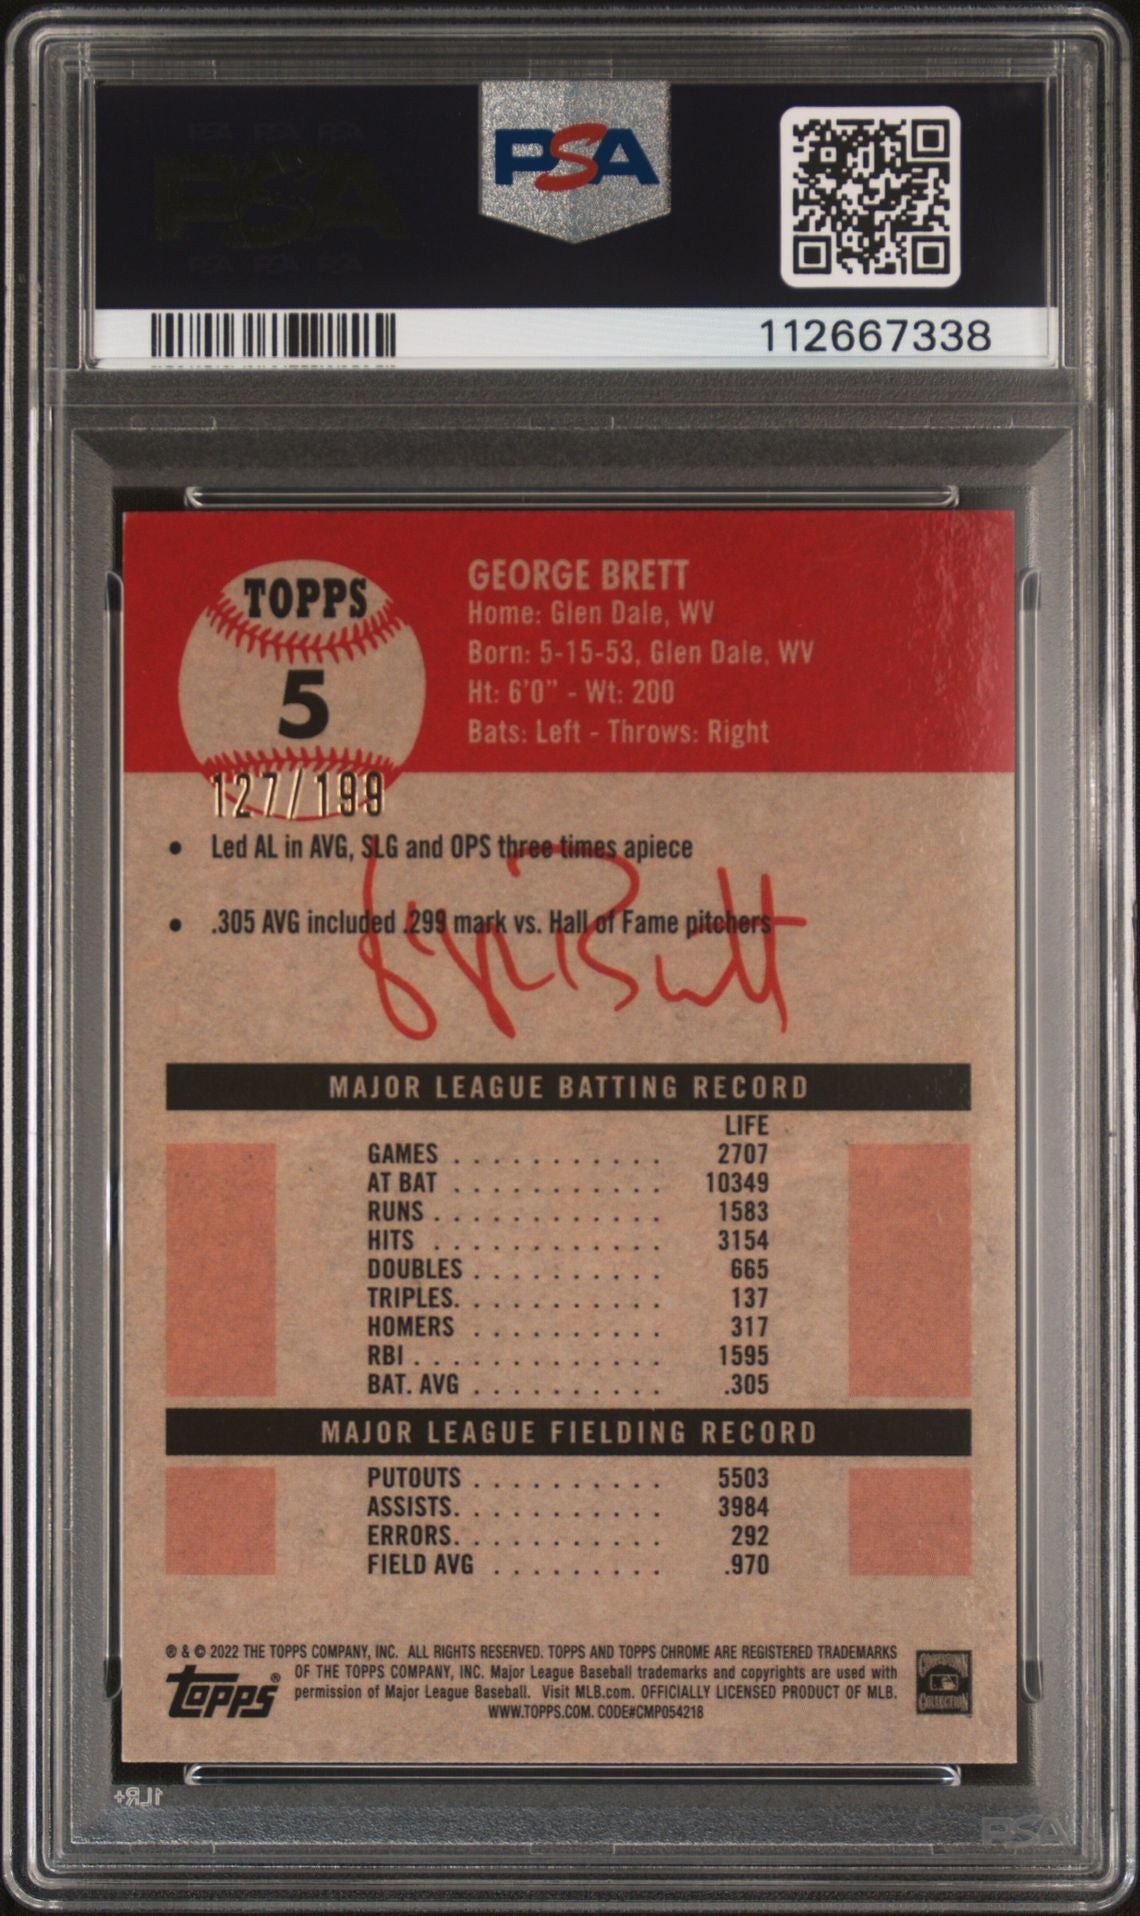 PSA
112667338
TOPPS
5
127/199
GEORGE BRETT
Home: Glen Dale, WV
Born: 5-15-53, Glen Dale, WV
Ht: 6'0" - Wt: 200
Bats: Left - Throws: Right
• Led AL in AVG, SLG and OPS three times apiece
• .305 AVG included .299 mark vs. Hall of Fame pitchers
George Brett
MAJOR LEAGUE BATTING RECORD
LIFE
GAMES . . . . . . . . . . . 2707
AT BAT . . . . . . . . . . . 10349
RUNS . . . . . . . . . . . . 1583
HITS . . . . . . . . . . . . 3154
DOUBLES . . . . . . . . . . 665
TRIPLES. . . . . . . . . . . 137
HOMERS . . . . . . . . . . 317
RBI . . . . . . . . . . . . . 1595
BAT. AVG . . . . . . . . . . .305
MAJOR LEAGUE FIELDING RECORD
PUTOUTS . . . . . . . . . . 5503
ASSISTS. . . . . . . . . . . 3984
ERRORS. . . . . . . . . . . 292
FIELD AVG . . . . . . . . . .970
® & © 2022 THE TOPPS COMPANY, INC. ALL RIGHTS RESERVED. TOPPS AND TOPPS CHROME ARE REGISTERED TRADEMARKS
OF THE TOPPS COMPANY, INC. Major League Baseball trademarks and copyrights are used with
permission of Major League Baseball. Visit MLB.com. OFFICIALLY LICENSED PRODUCT OF MLB.
WWW.TOPPS.COM. CODE#CMP054218
Topps®
COOPERSTOWN
COLLECTION
1LR+
PSA